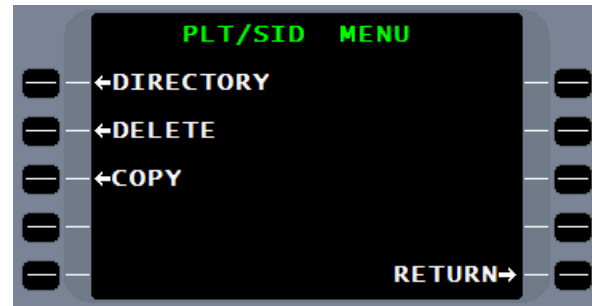 PLT/SID MENU
←DIRECTORY
←DELETE
←COPY
RETURN→